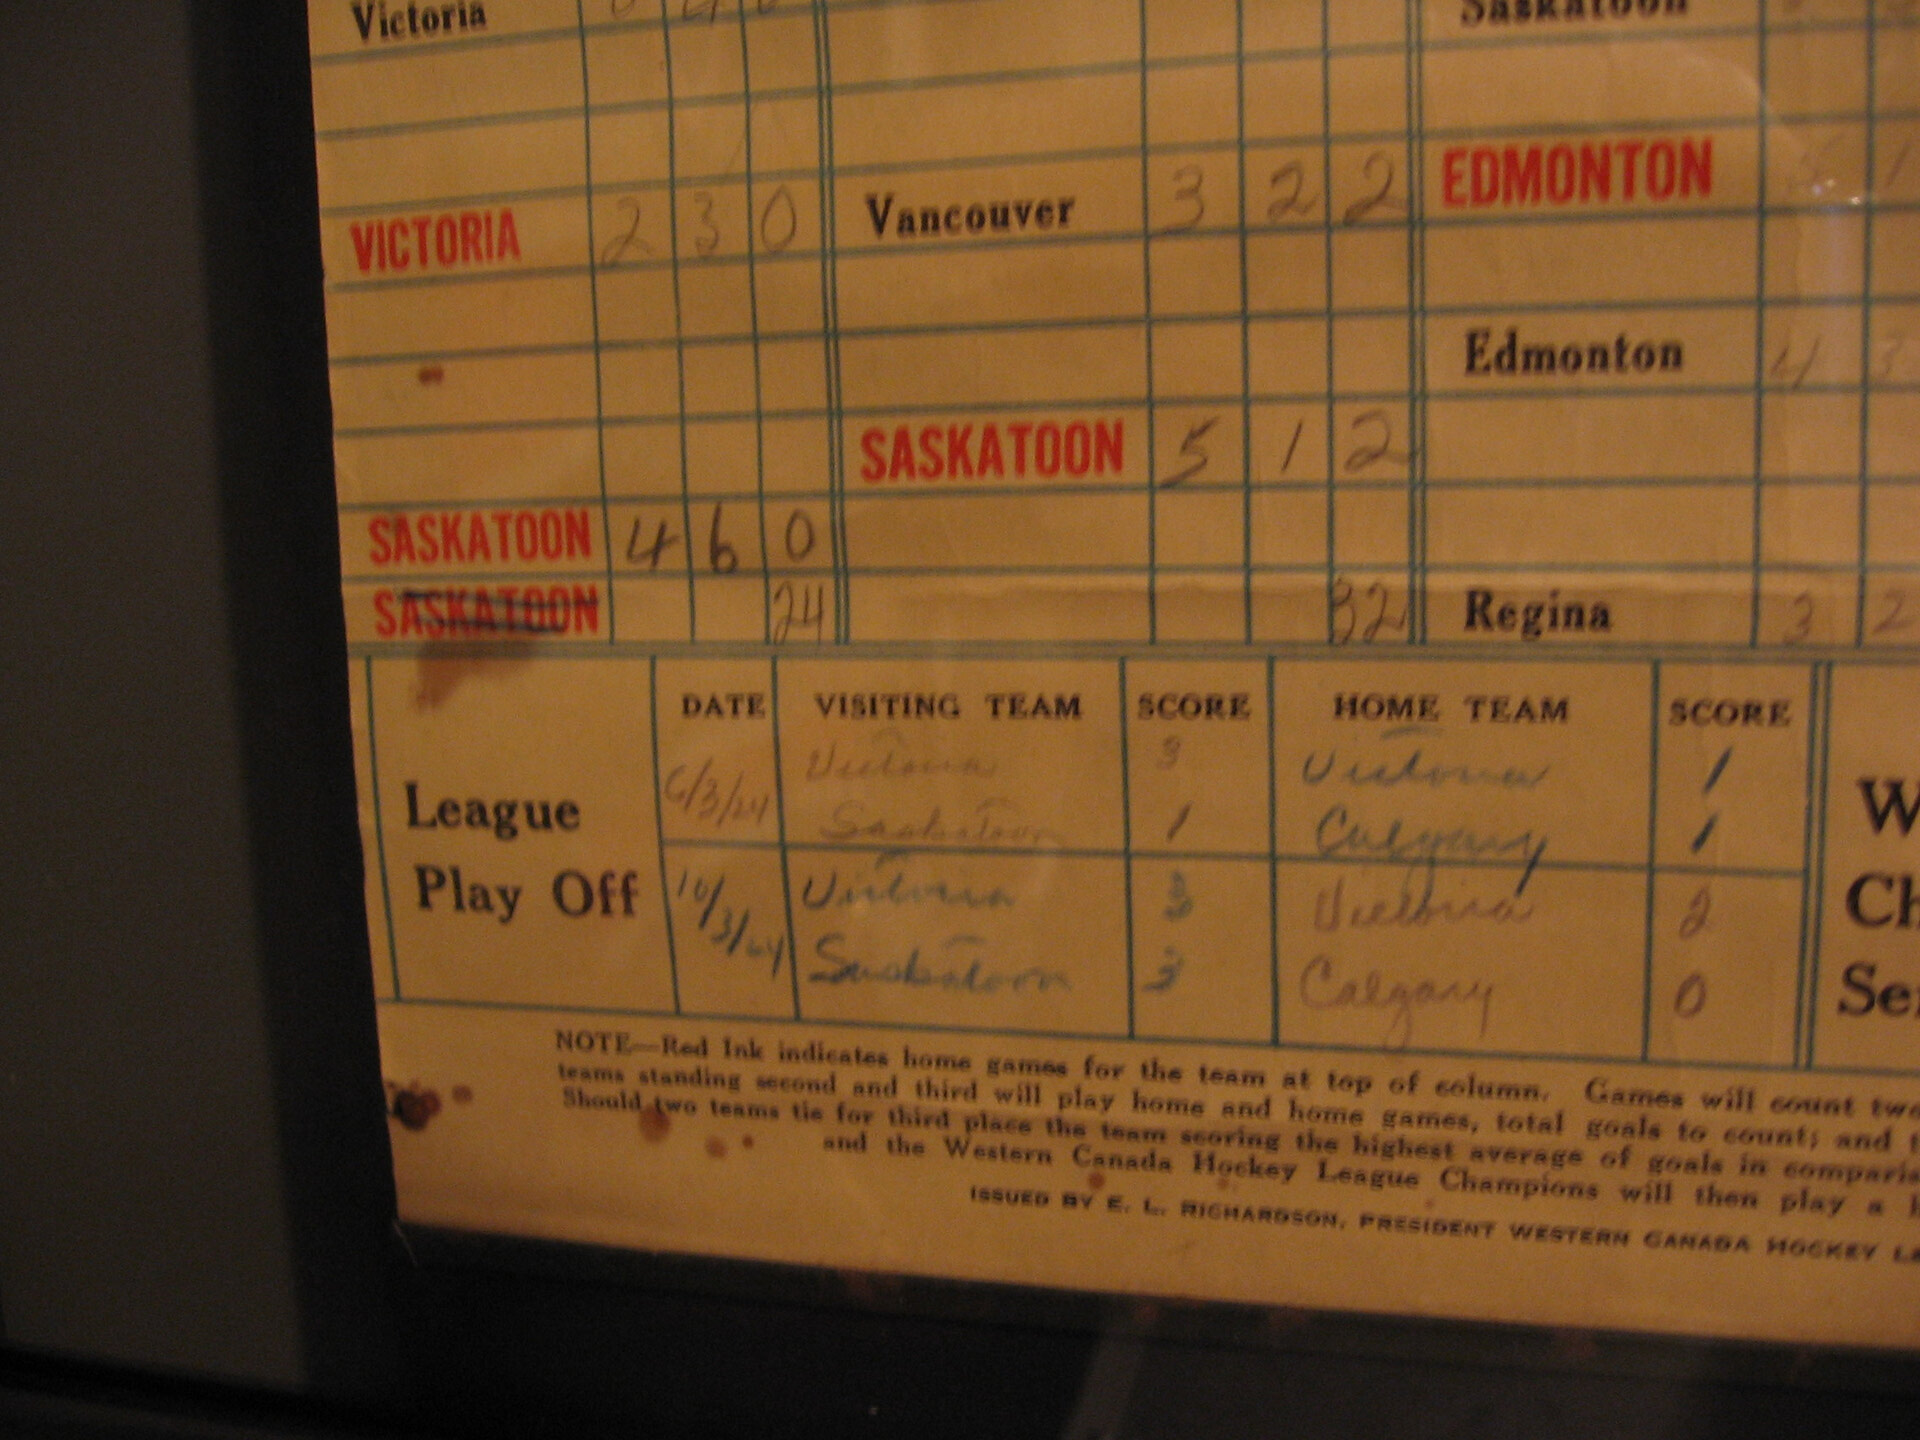 Victoria
Saskatoon
EDMONTON
VICTORIA 2 3 0 Vancouver 3 2 2
Edmonton 4 3
SASKATOON 5 1 2
SASKATOON 4 6 0
SASKATOON 24 32 Regina 3 2
DATE VISITING TEAM SCORE HOME TEAM SCORE
League Play Off
6/3/24 Victoria 3 Victoria 1
Saskatoon 1 Calgary 1
10/3/24 Victoria 3 Victoria 2
Saskatoon 3 Calgary 0
W
Ch
Se
NOTE—Red Ink indicates home games for the team at top of column. Games will count two
teams standing second and third will play home and home games, total goals to count; and t
Should two teams tie for third place the team scoring the highest average of goals in comparis
and the Western Canada Hockey League Champions will then play a
ISSUED BY E. L. RICHARDSON, PRESIDENT WESTERN CANADA HOCKEY LE